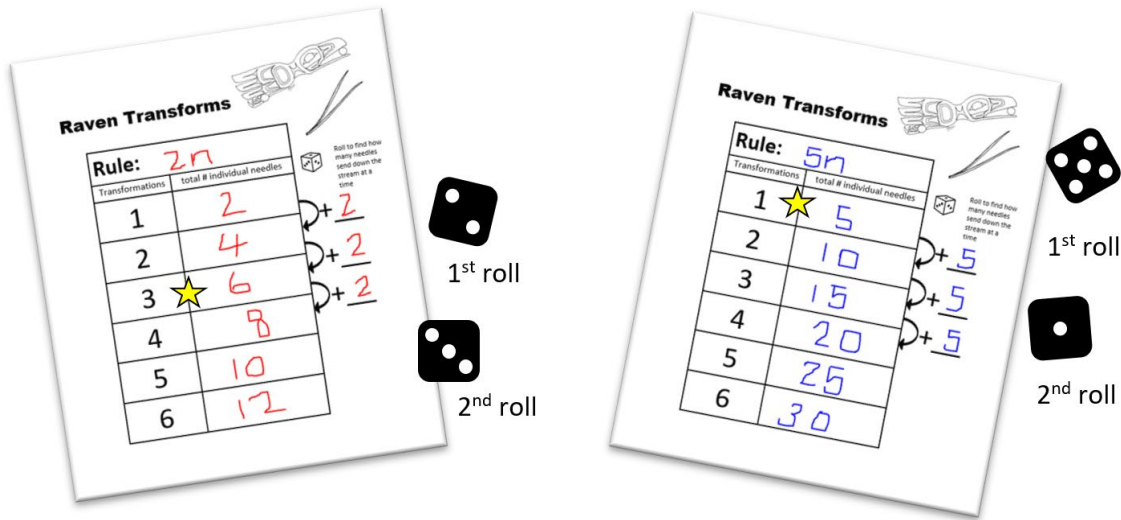 Raven Transforms
Rule: 2n
Transformations total # individual needles
Roll to find how
many needles
send down the
stream at a
time
1 2
+ 2
2 4
+ 2
3 6
+ 2
4 8
5 10
6 12
1st roll
2nd roll
Raven Transforms
Rule: 5n
Transformations total # individual needles
Roll to find how
many needles
send down the
stream at a
time
1 5
+ 5
2 10
+ 5
3 15
+ 5
4 20
5 25
6 30
1st roll
2nd roll